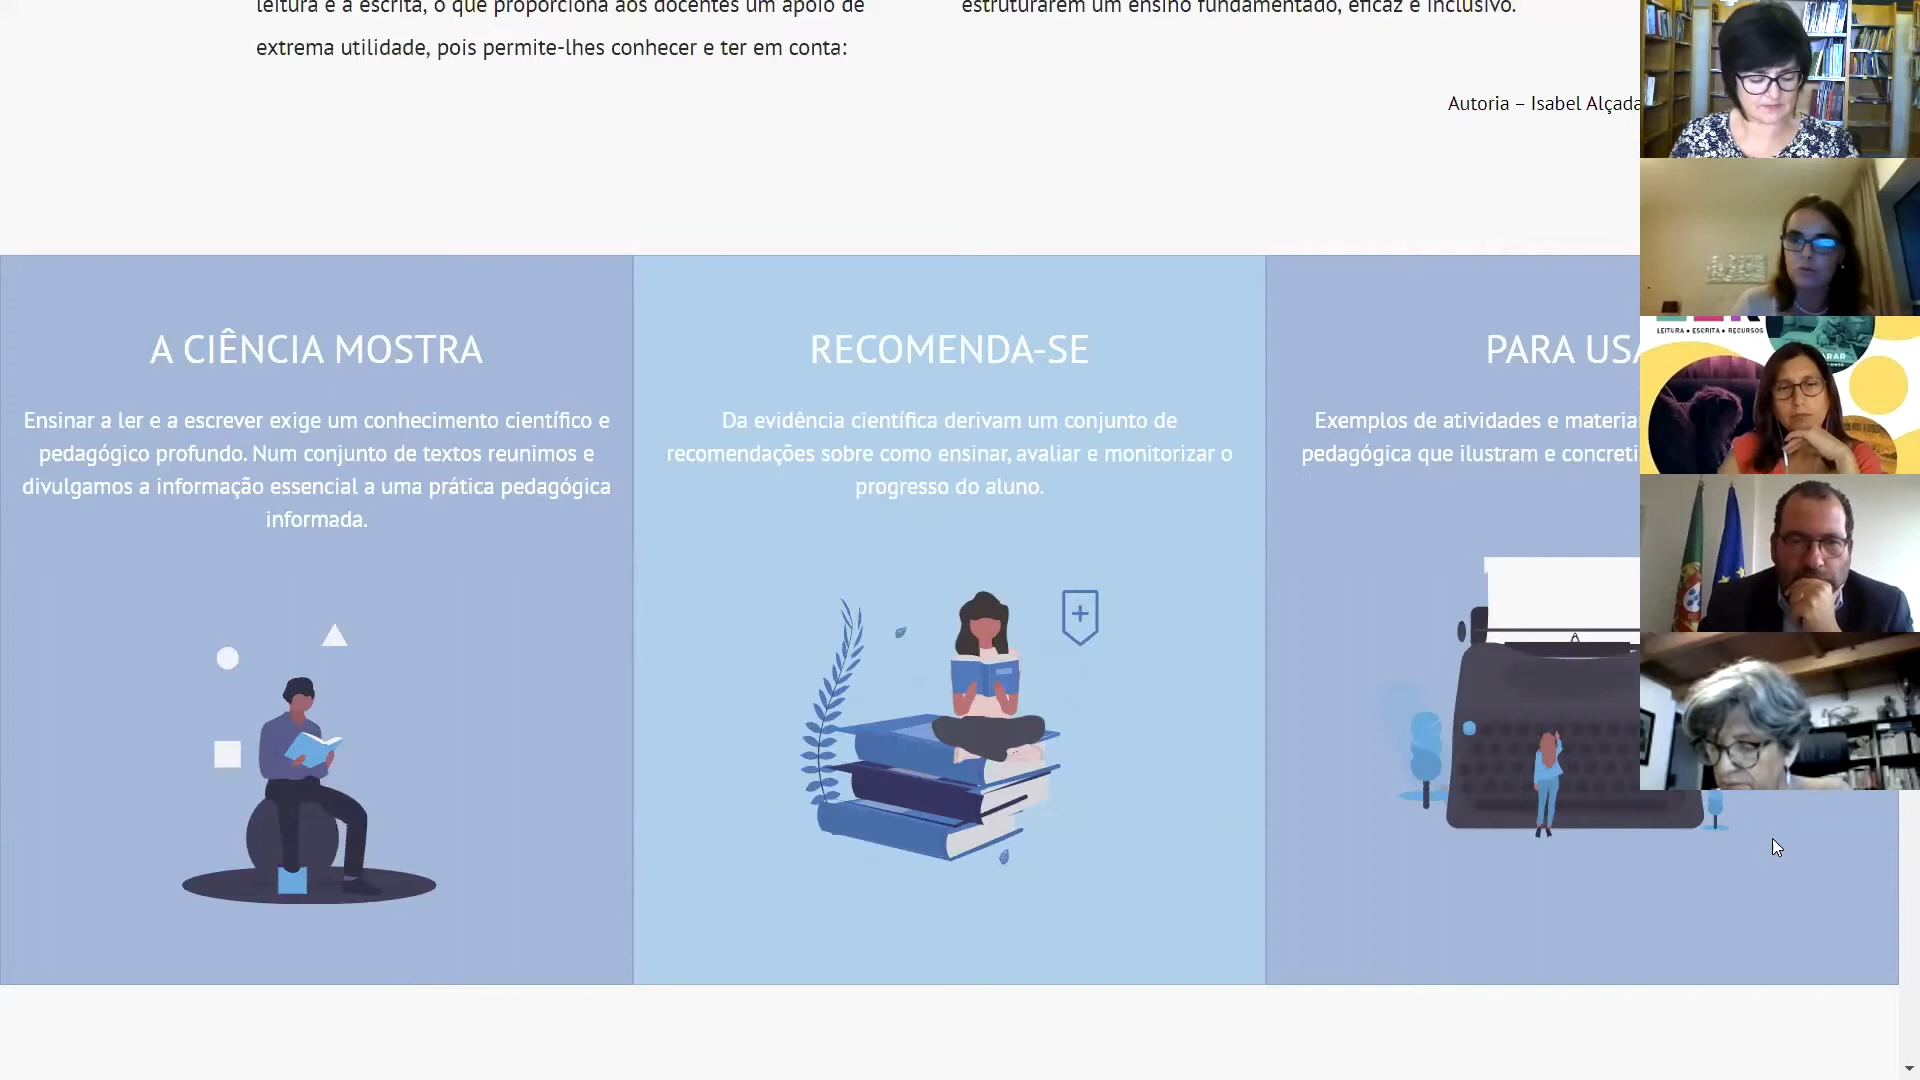 leitura e a escrita, o que proporciona aos docentes um apoio de
extrema utilidade, pois permite-lhes conhecer e ter em conta:
estruturarem um ensino fundamentado, eficaz e inclusivo.
Autoria – Isabel Alçada
A CIÊNCIA MOSTRA
Ensinar a ler e a escrever exige um conhecimento científico e
pedagógico profundo. Num conjunto de textos reunimos e
divulgamos a informação essencial a uma prática pedagógica
informada.
RECOMENDA-SE
Da evidência científica derivam um conjunto de
recomendações sobre como ensinar, avaliar e monitorizar o
progresso do aluno.
PARA USA
Exemplos de atividades e materia
pedagógica que ilustram e concreti
LEITURA • ESCRITA • RECURSOS